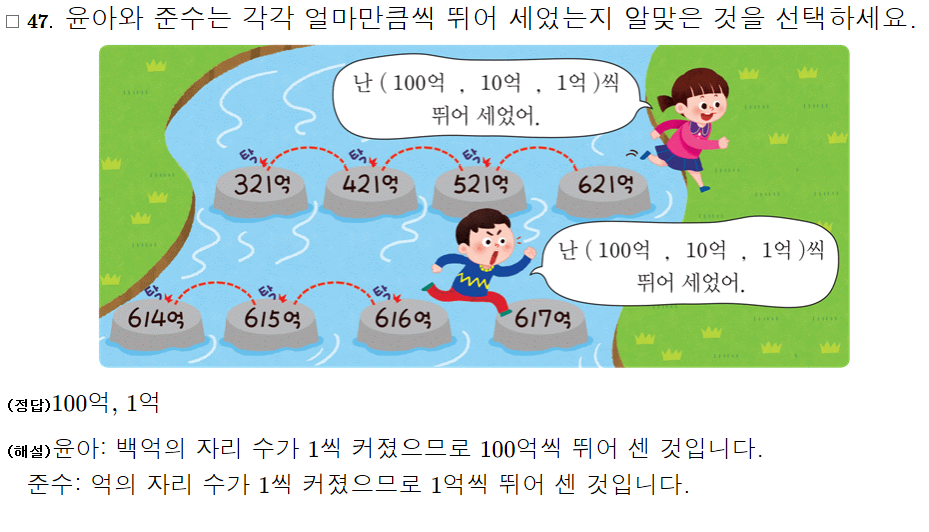 □ 47. 윤아와 준수는 각각 얼마만큼씩 뛰어 세었는지 알맞은 것을 선택하세요.
난 ( 100억 , 10억 , 1억 )씩
뛰어 세었어.
탁 탁 탁
321억 421억 521억 621억
난 ( 100억 , 10억 , 1억 )씩
뛰어 세었어.
탁 탁 탁
614억 615억 616억 617억
(정답)100억, 1억
(해설)윤아: 백억의 자리 수가 1씩 커졌으므로 100억씩 뛰어 센 것입니다.
준수: 억의 자리 수가 1씩 커졌으므로 1억씩 뛰어 센 것입니다.